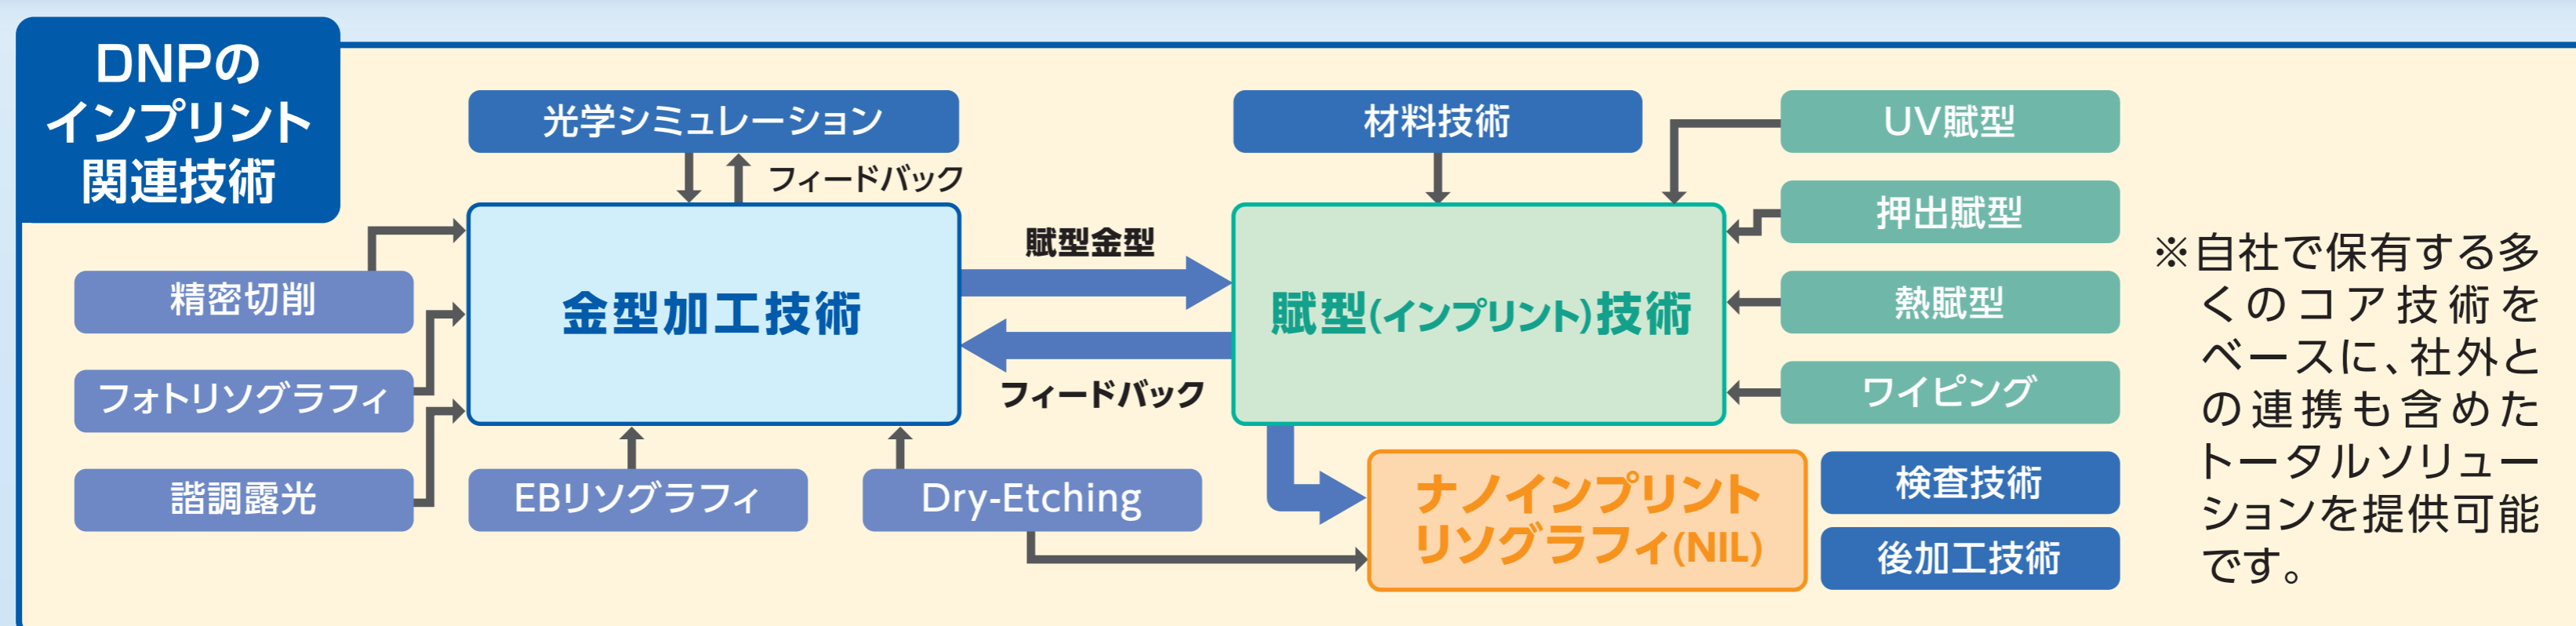 DNPの
インプリント
関連技術
光学シミュレーション
フィードバック
材料技術
UV賦型
押出賦型
熱賦型
ワイピング
精密切削
フォトリソグラフィ
諧調露光
金型加工技術
賦型金型
フィードバック
賦型(インプリント)技術
EBリソグラフィ
Dry-Etching
ナノインプリント
リソグラフィ(NIL)
検査技術
後加工技術
※自社で保有する多
くのコア技術を
ベースに、社外と
の連携も含めた
トータルソリュー
ションを提供可能
です。